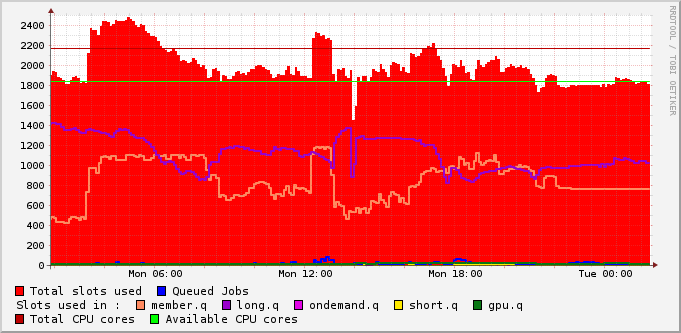 RRDTOOL / TOBI OETIKER
2400
2200
2000
1800
1600
1400
1200
1000
800
600
400
200
0
Mon 06:00 Mon 12:00 Mon 18:00 Tue 00:00
Total slots used Queued Jobs
Slots used in : member.q long.q ondemand.q short.q gpu.q
Total CPU cores Available CPU cores